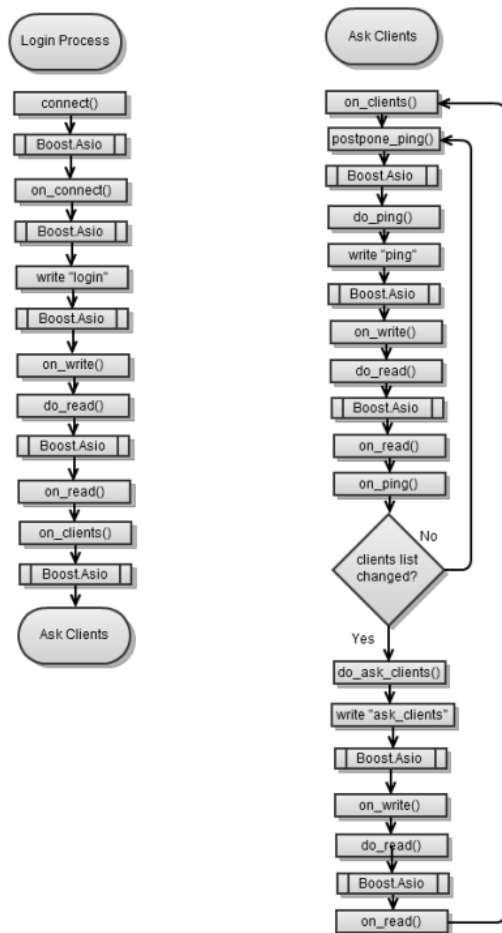 Login Process
connect()
Boost.Asio
on_connect()
Boost.Asio
write "login"
Boost.Asio
on_write()
do_read()
Boost.Asio
on_read()
on_clients()
Boost.Asio
Ask Clients
Ask Clients
on_clients()
postpone_ping()
Boost.Asio
do_ping()
write "ping"
Boost.Asio
on_write()
do_read()
Boost.Asio
on_read()
on_ping()
No
clients list
changed?
Yes
do_ask_clients()
write "ask_clients"
Boost.Asio
on_write()
do_read()
Boost.Asio
on_read()